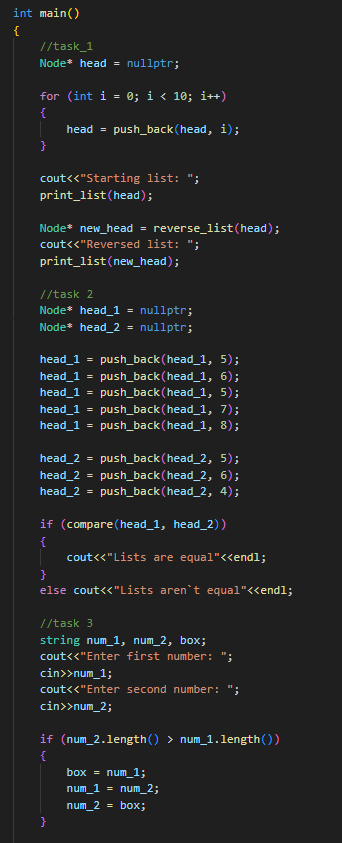 int main()
{
//task_1
Node* head = nullptr;
for (int i = 0; i < 10; i++)
{
head = push_back(head, i);
}
cout<<"Starting list: ";
print_list(head);
Node* new_head = reverse_list(head);
cout<<"Reversed list: ";
print_list(new_head);
//task 2
Node* head_1 = nullptr;
Node* head_2 = nullptr;
head_1 = push_back(head_1, 5);
head_1 = push_back(head_1, 6);
head_1 = push_back(head_1, 5);
head_1 = push_back(head_1, 7);
head_1 = push_back(head_1, 8);
head_2 = push_back(head_2, 5);
head_2 = push_back(head_2, 6);
head_2 = push_back(head_2, 4);
if (compare(head_1, head_2))
{
cout<<"Lists are equal"<<endl;
}
else cout<<"Lists aren`t equal"<<endl;
//task 3
string num_1, num_2, box;
cout<<"Enter first number: ";
cin>>num_1;
cout<<"Enter second number: ";
cin>>num_2;
if (num_2.length() > num_1.length())
{
box = num_1;
num_1 = num_2;
num_2 = box;
}